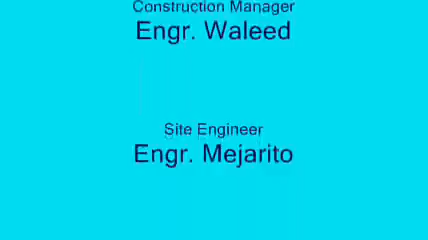 Construction Manager
Engr. Waleed
Site Engineer
Engr. Mejarito